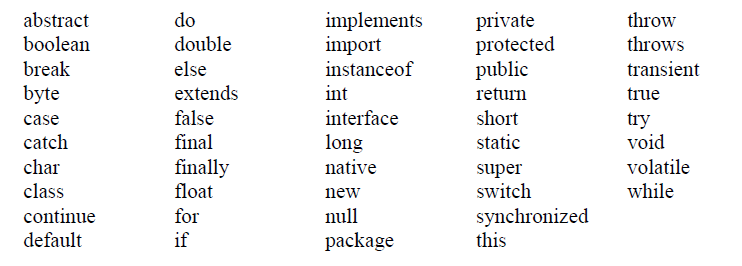 abstract do implements private throw
boolean double import protected throws
break else instanceof public transient
byte extends int return true
case false interface short try
catch final long static void
char finally native super volatile
class float new switch while
continue for null synchronized
default if package this